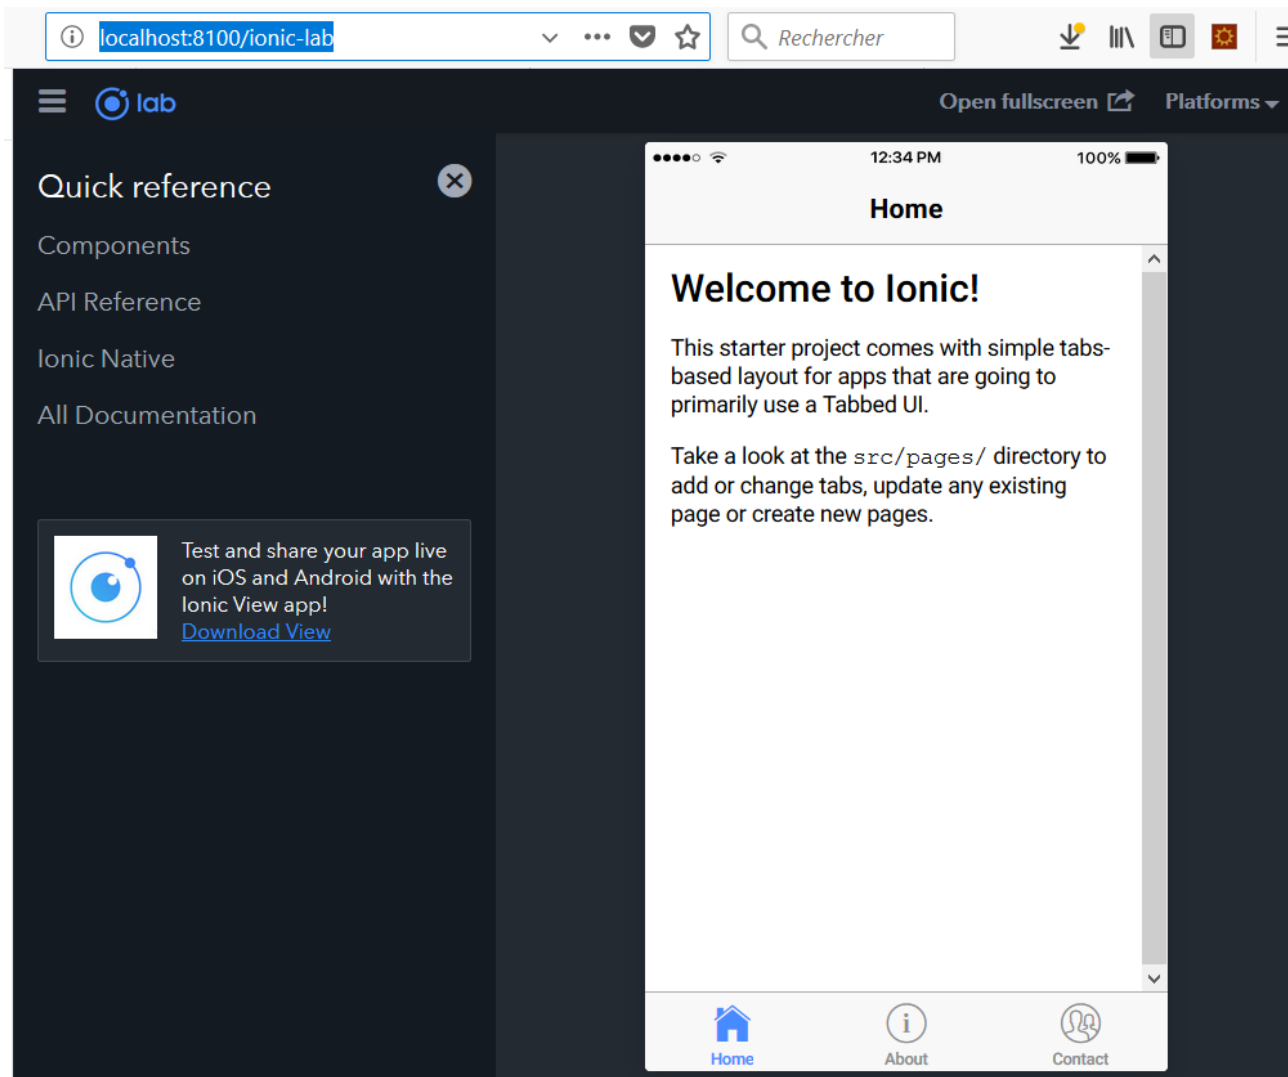 localhost:8100/ionic-lab
Rechercher
lab
Open fullscreen
Platforms
Quick reference
Components
API Reference
Ionic Native
All Documentation
Test and share your app live
on iOS and Android with the
Ionic View app!
Download View
12:34 PM
100%
Home
Welcome to Ionic!
This starter project comes with simple tabs-
based layout for apps that are going to
primarily use a Tabbed UI.
Take a look at the src/pages/ directory to
add or change tabs, update any existing
page or create new pages.
Home
About
Contact